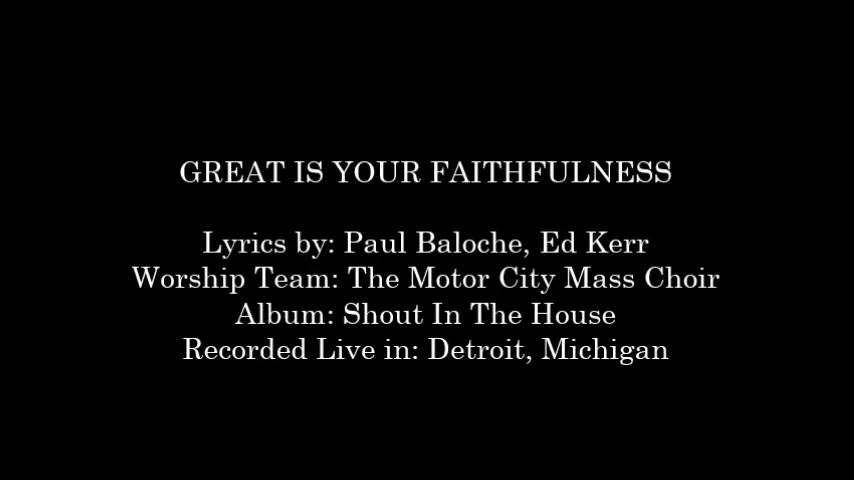 GREAT IS YOUR FAITHFULNESS
Lyrics by: Paul Baloche, Ed Kerr
Worship Team: The Motor City Mass Choir
Album: Shout In The House
Recorded Live in: Detroit, Michigan